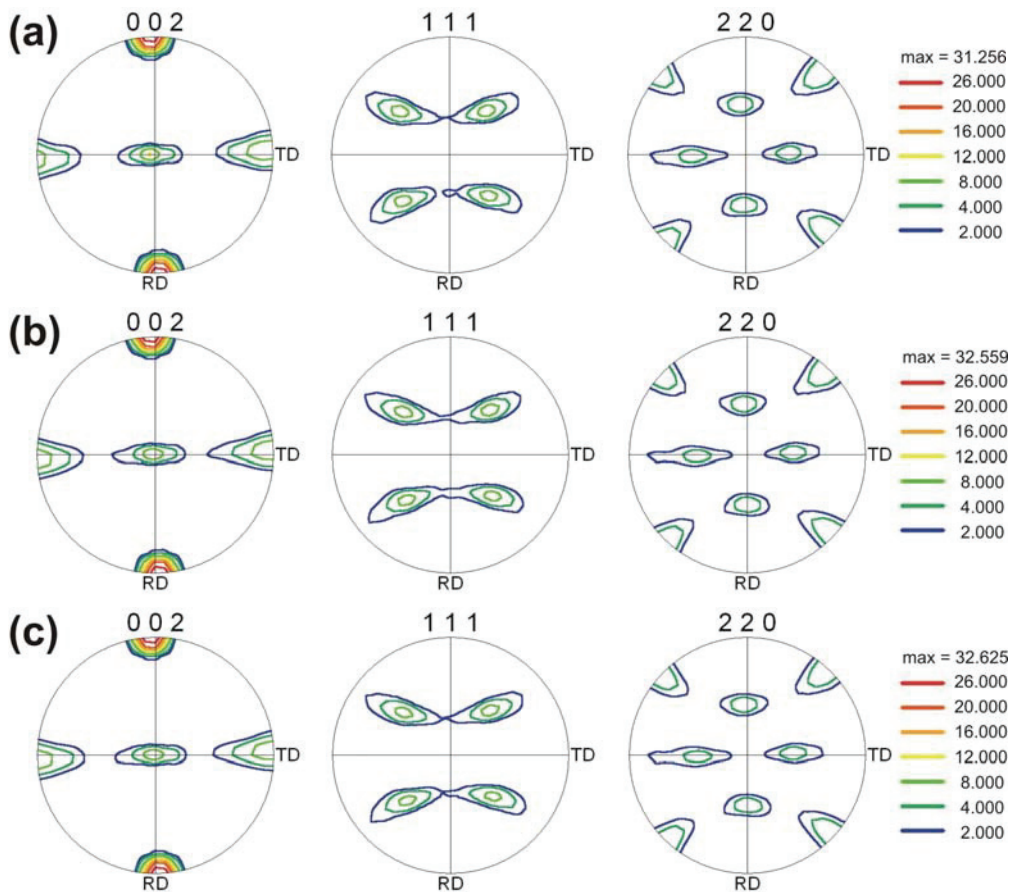 (a)
0 0 2
1 1 1
2 2 0
TD
TD
TD
RD
RD
RD
max = 31.256
26.000
20.000
16.000
12.000
8.000
4.000
2.000
(b)
0 0 2
1 1 1
2 2 0
TD
TD
TD
RD
RD
RD
max = 32.559
26.000
20.000
16.000
12.000
8.000
4.000
2.000
(c)
0 0 2
1 1 1
2 2 0
TD
TD
TD
RD
RD
RD
max = 32.625
26.000
20.000
16.000
12.000
8.000
4.000
2.000